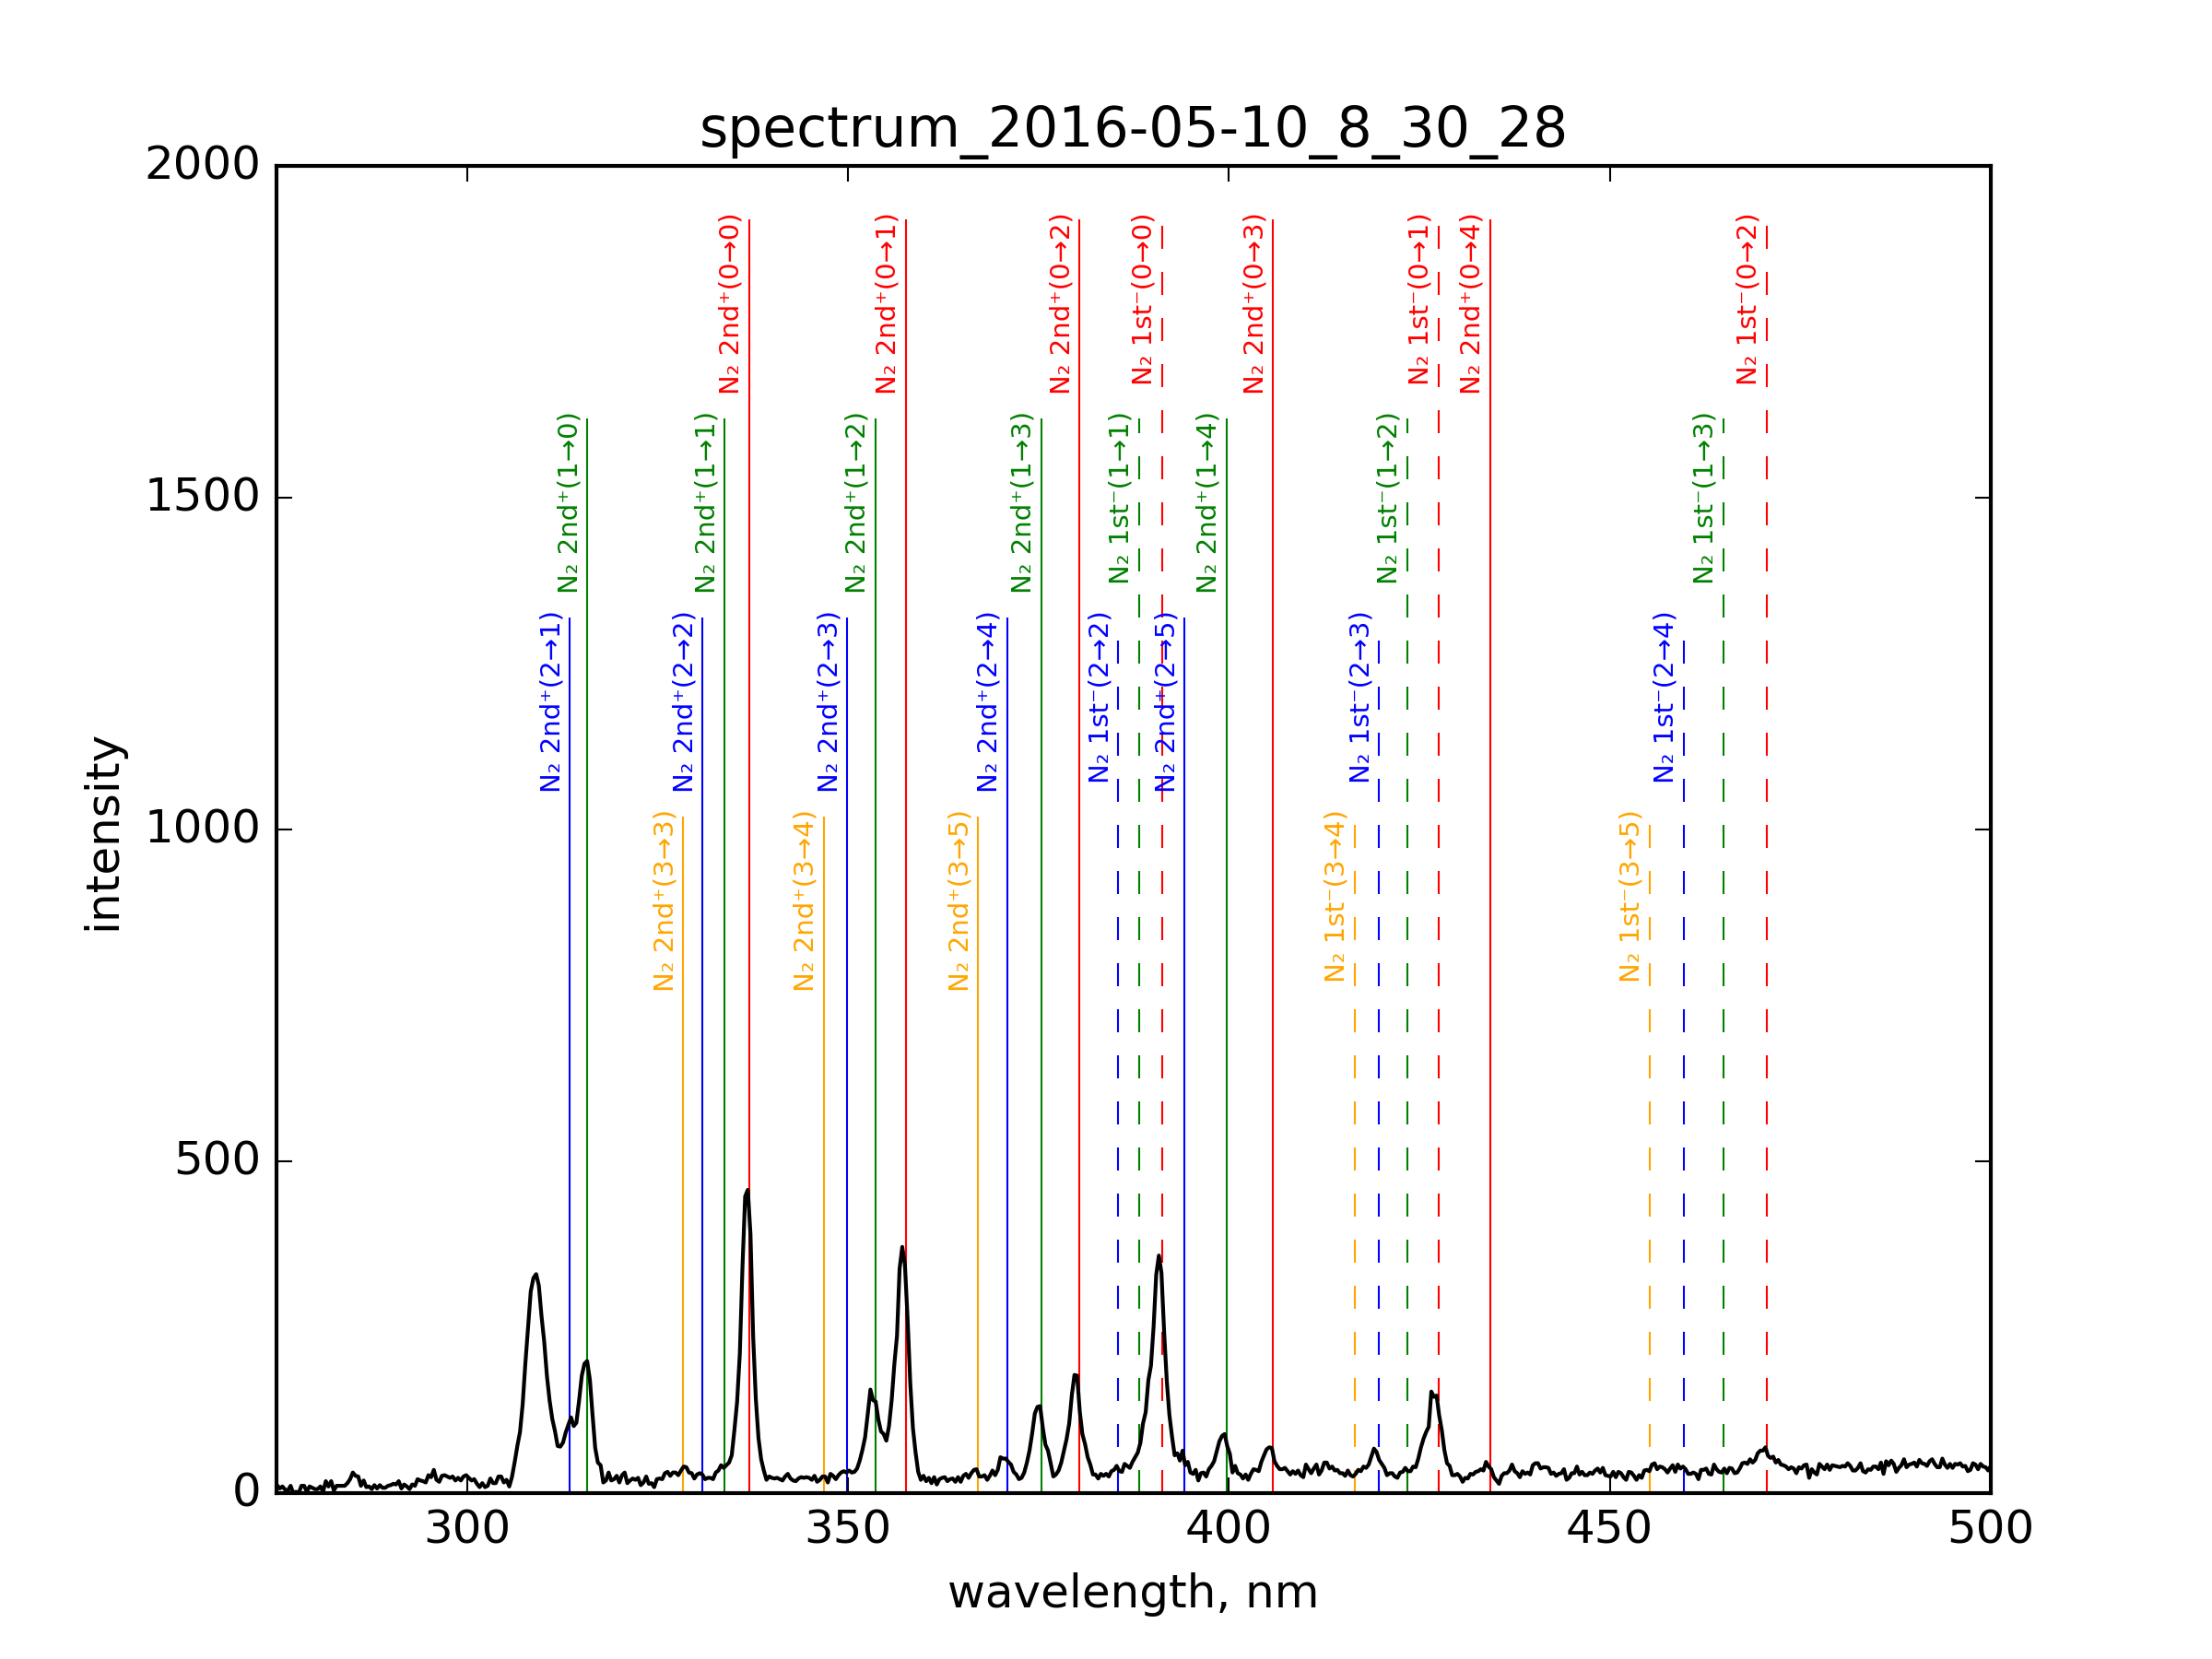 spectrum_2016-05-10_8_30_28
2000
1500
1000
500
0
intensity
N₂ 2nd⁺(0→0)
N₂ 2nd⁺(0→1)
N₂ 2nd⁺(0→2)
N₂ 1st⁻(0→0)
N₂ 2nd⁺(0→3)
N₂ 1st⁻(0→1)
N₂ 2nd⁺(0→4)
N₂ 1st⁻(0→2)
N₂ 2nd⁺(1→0)
N₂ 2nd⁺(1→1)
N₂ 2nd⁺(1→2)
N₂ 2nd⁺(1→3)
N₂ 1st⁻(1→1)
N₂ 2nd⁺(1→4)
N₂ 1st⁻(1→2)
N₂ 1st⁻(1→3)
N₂ 2nd⁺(2→1)
N₂ 2nd⁺(2→2)
N₂ 2nd⁺(2→3)
N₂ 2nd⁺(2→4)
N₂ 1st⁻(2→2)
N₂ 2nd⁺(2→5)
N₂ 1st⁻(2→3)
N₂ 1st⁻(2→4)
N₂ 2nd⁺(3→3)
N₂ 2nd⁺(3→4)
N₂ 2nd⁺(3→5)
N₂ 1st⁻(3→4)
N₂ 1st⁻(3→5)
300
350
400
450
500
wavelength, nm